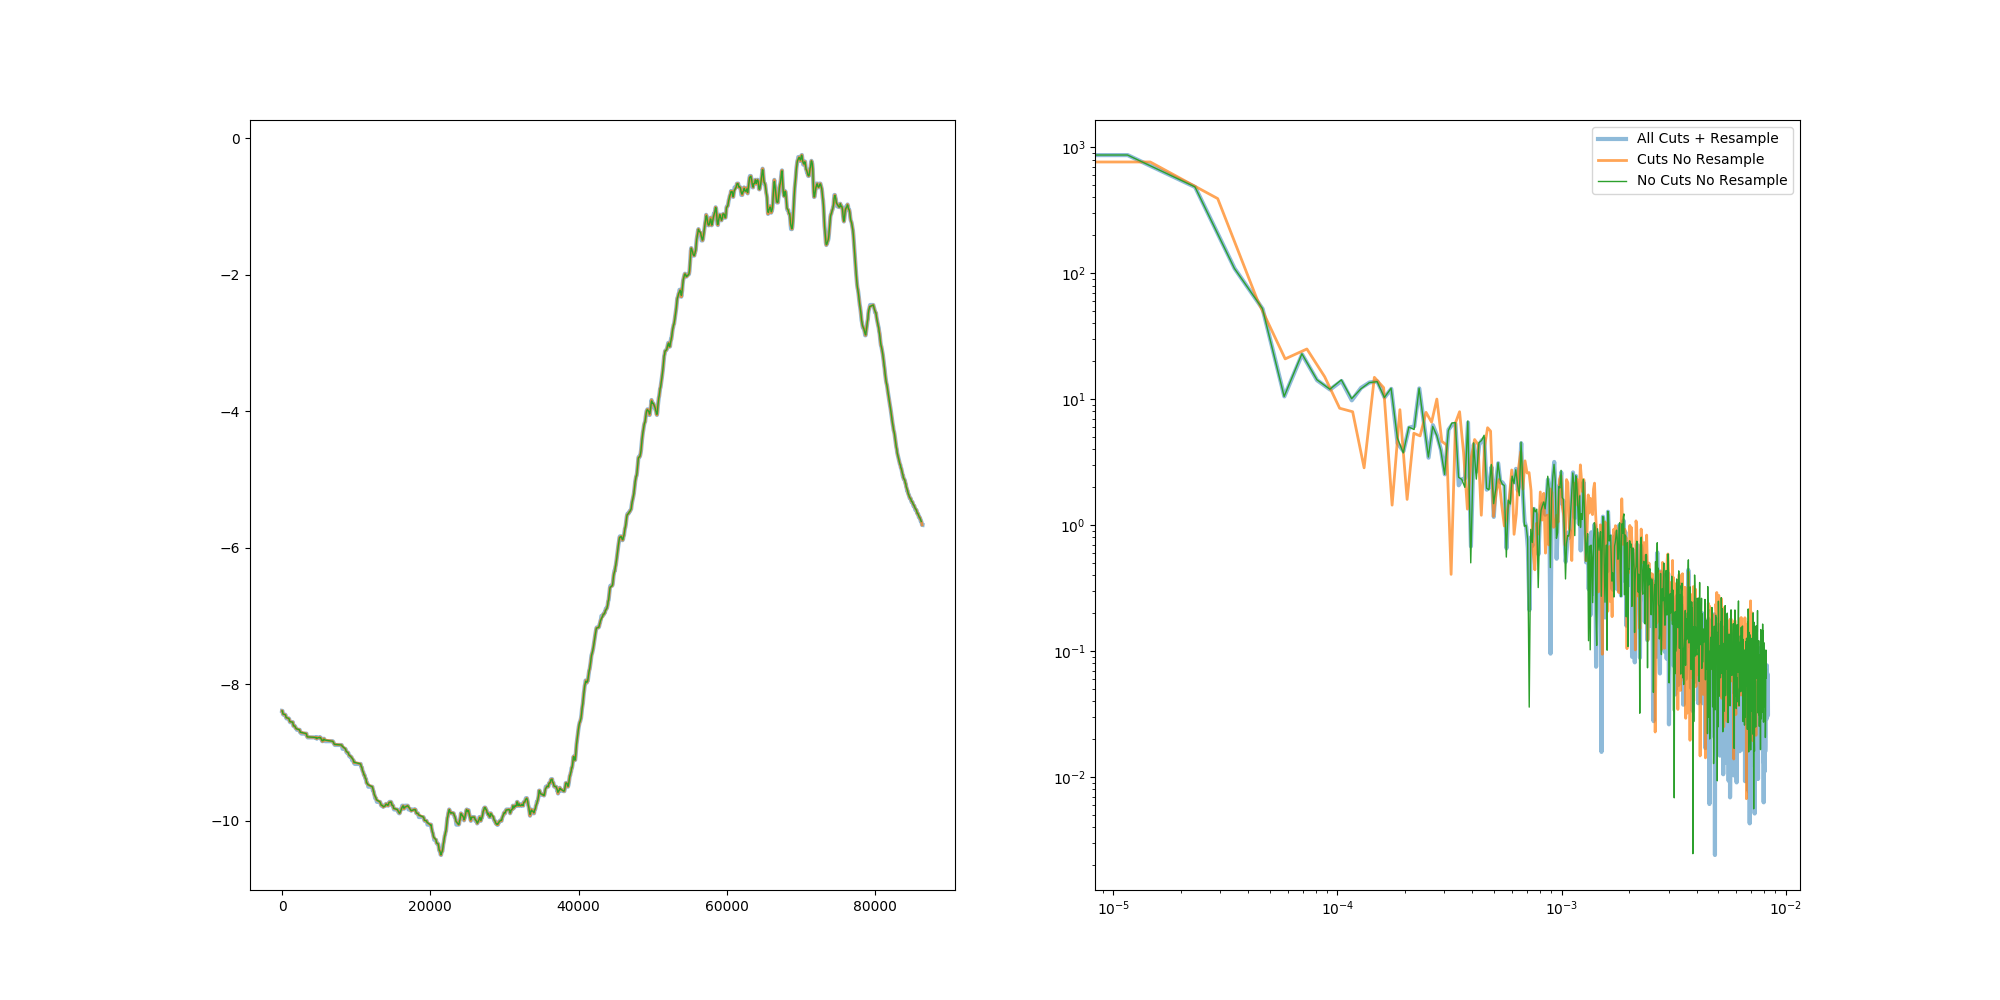 0
−2
−4
−6
−8
−10
0 20000 40000 60000 80000
10³
10²
10¹
10⁰
10⁻¹
10⁻²
10⁻⁵ 10⁻⁴ 10⁻³ 10⁻²
All Cuts + Resample
Cuts No Resample
No Cuts No Resample